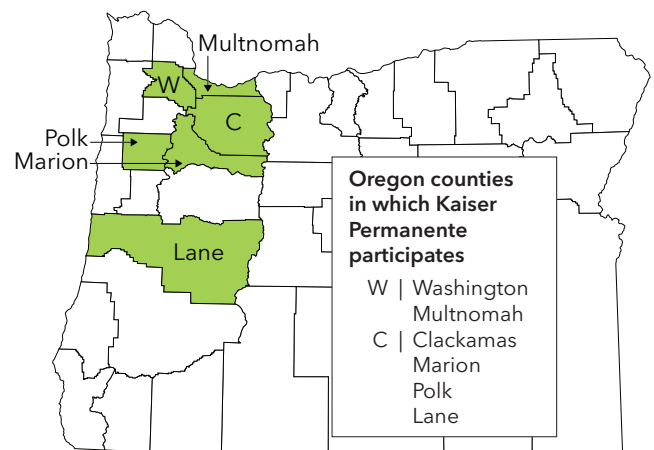 Multnomah
W
C
Polk
Marion
Lane
Oregon counties
in which Kaiser
Permanente
participates
W | Washington
Multnomah
C | Clackamas
Marion
Polk
Lane